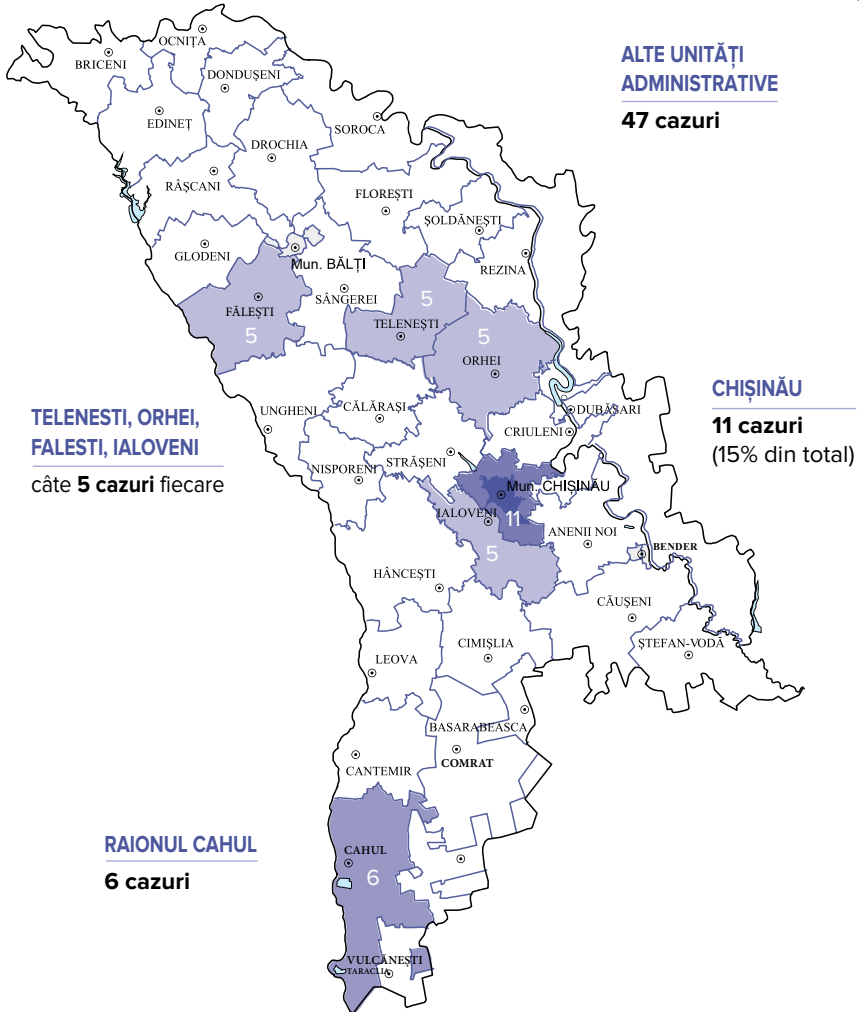 OCNIȚA
BRICENI
DONDUȘENI
ALTE UNITĂȚI
ADMINISTRATIVE
47 cazuri
EDINEȚ
SOROCA
DROCHIA
RÂȘCANI
FLOREȘTI
ȘOLDĂNEȘTI
GLODENI
Mun. BĂLȚI
REZINA
SÂNGEREI
5
FĂLEȘTI
5
TELENEȘTI
5
ORHEI
TELENESTI, ORHEI,
FALESTI, IALOVENI
câte 5 cazuri fiecare
UNGHENI
CĂLĂRAȘI
DUBĂSARI
CRIULENI
CHIȘINĂU
11 cazuri
(15% din total)
STRĂȘENI
NISPORENI
Mun. CHIȘINĂU
IALOVENI
11
ANENII NOI
BENDER
5
HÂNCEȘTI
CĂUȘENI
CIMIȘLIA
ȘTEFAN-VODĂ
LEOVA
BASARABEASCA
COMRAT
CANTEMIR
RAIONUL CAHUL
6 cazuri
CAHUL
6
VULCĂNEȘTI
TARACLIA